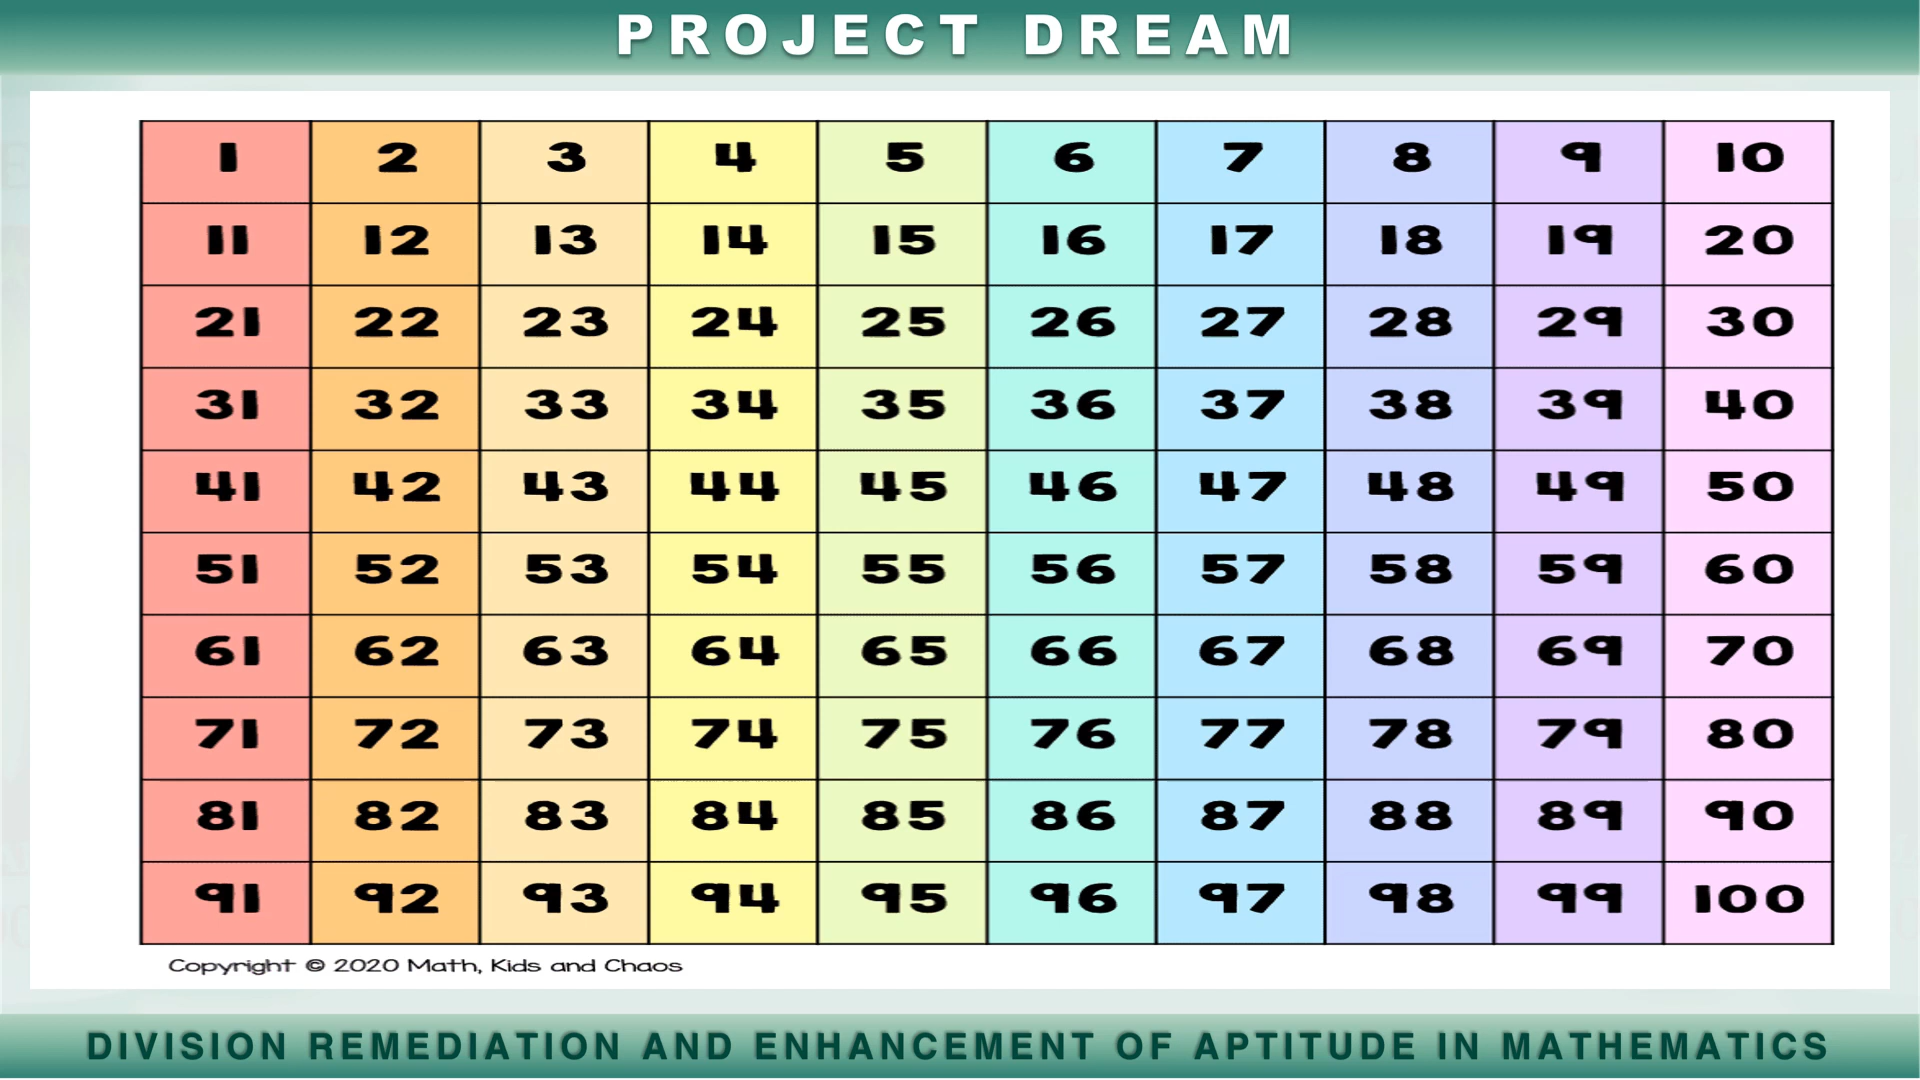 PROJECT DREAM
1 2 3 4 5 6 7 8 9 10
11 12 13 14 15 16 17 18 19 20
21 22 23 24 25 26 27 28 29 30
31 32 33 34 35 36 37 38 39 40
41 42 43 44 45 46 47 48 49 50
51 52 53 54 55 56 57 58 59 60
61 62 63 64 65 66 67 68 69 70
71 72 73 74 75 76 77 78 79 80
81 82 83 84 85 86 87 88 89 90
91 92 93 94 95 96 97 98 99 100
Copyright © 2020 Math, Kids and Chaos
DIVISION REMEDIATION AND ENHANCEMENT OF APTITUDE IN MATHEMATICS